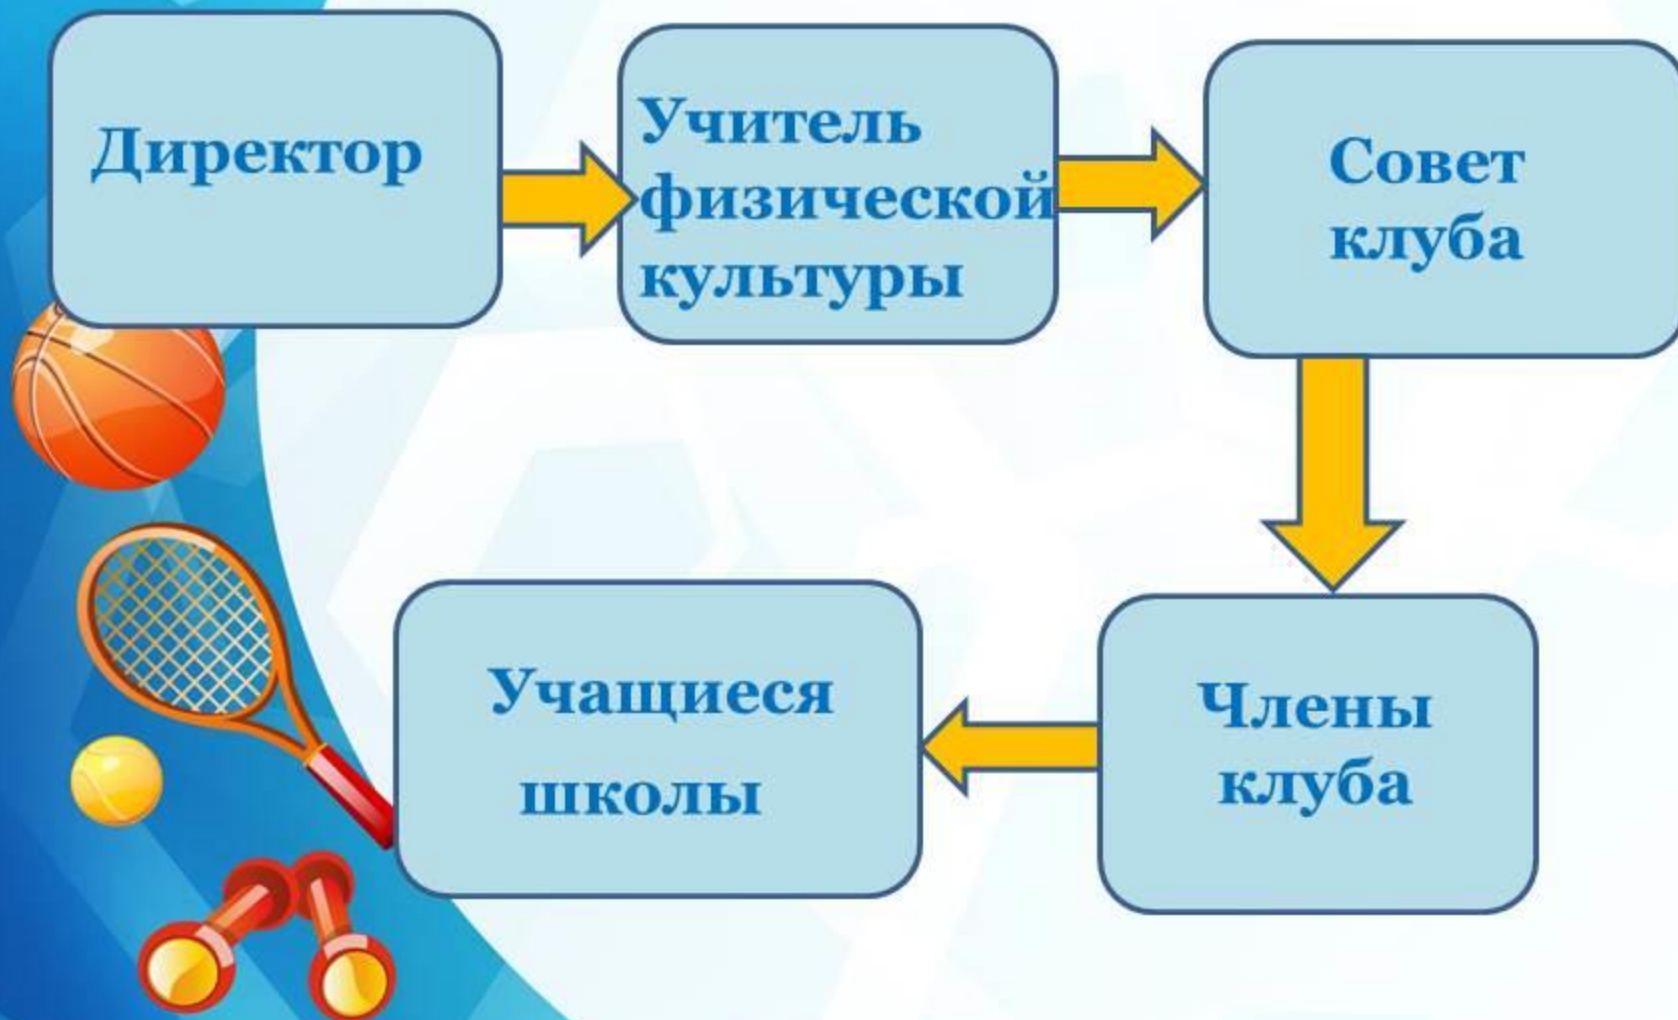 Директор
Учитель
физической
культуры
Совет
клуба
Учащиеся
школы
Члены
клуба